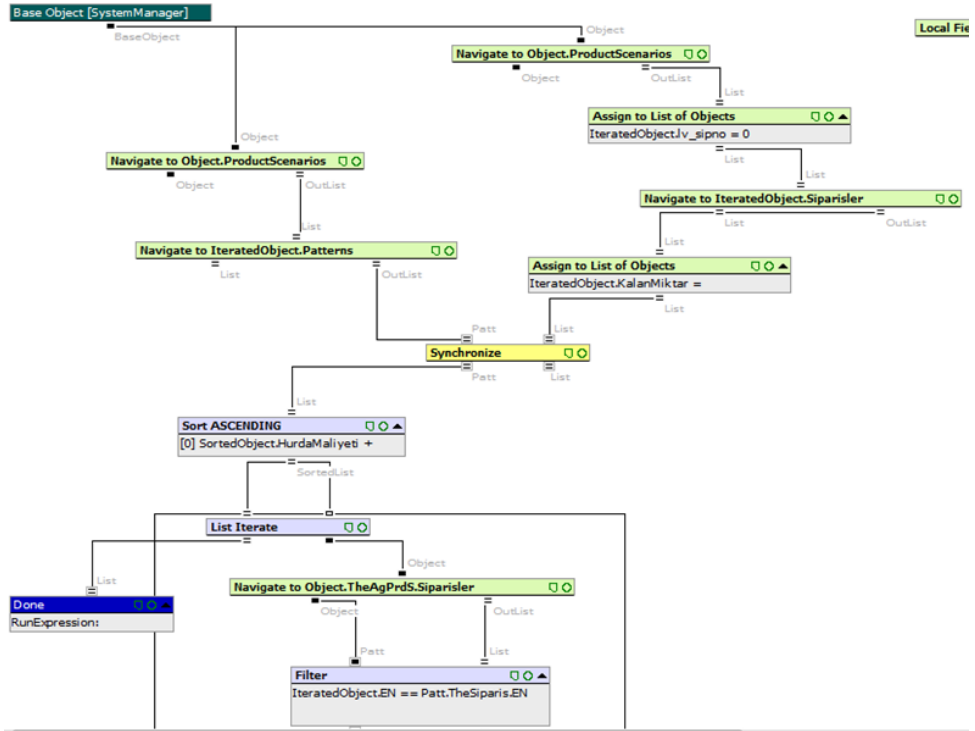 Base Object [SystemManager]
BaseObject
Object
Local Fie
Navigate to Object.ProductScenarios
Object
OutList
List
Assign to List of Objects
IteratedObject.lv_sipno = 0
List
Object
Navigate to Object.ProductScenarios
Object
OutList
List
Navigate to IteratedObject.Siparisler
List
OutList
List
Navigate to IteratedObject.Patterns
List
OutList
List
Assign to List of Objects
IteratedObject.KalanMiktar =
List
Patt
List
Synchronize
Patt
List
List
Sort ASCENDING
[0] SortedObject.HurdaMaliyeti +
SortedList
List Iterate
Object
List
Navigate to Object.TheAgPrdS.Siparisler
Object
OutList
Done
RunExpression:
Patt
List
Filter
IteratedObject.EN == Patt.TheSiparis.EN